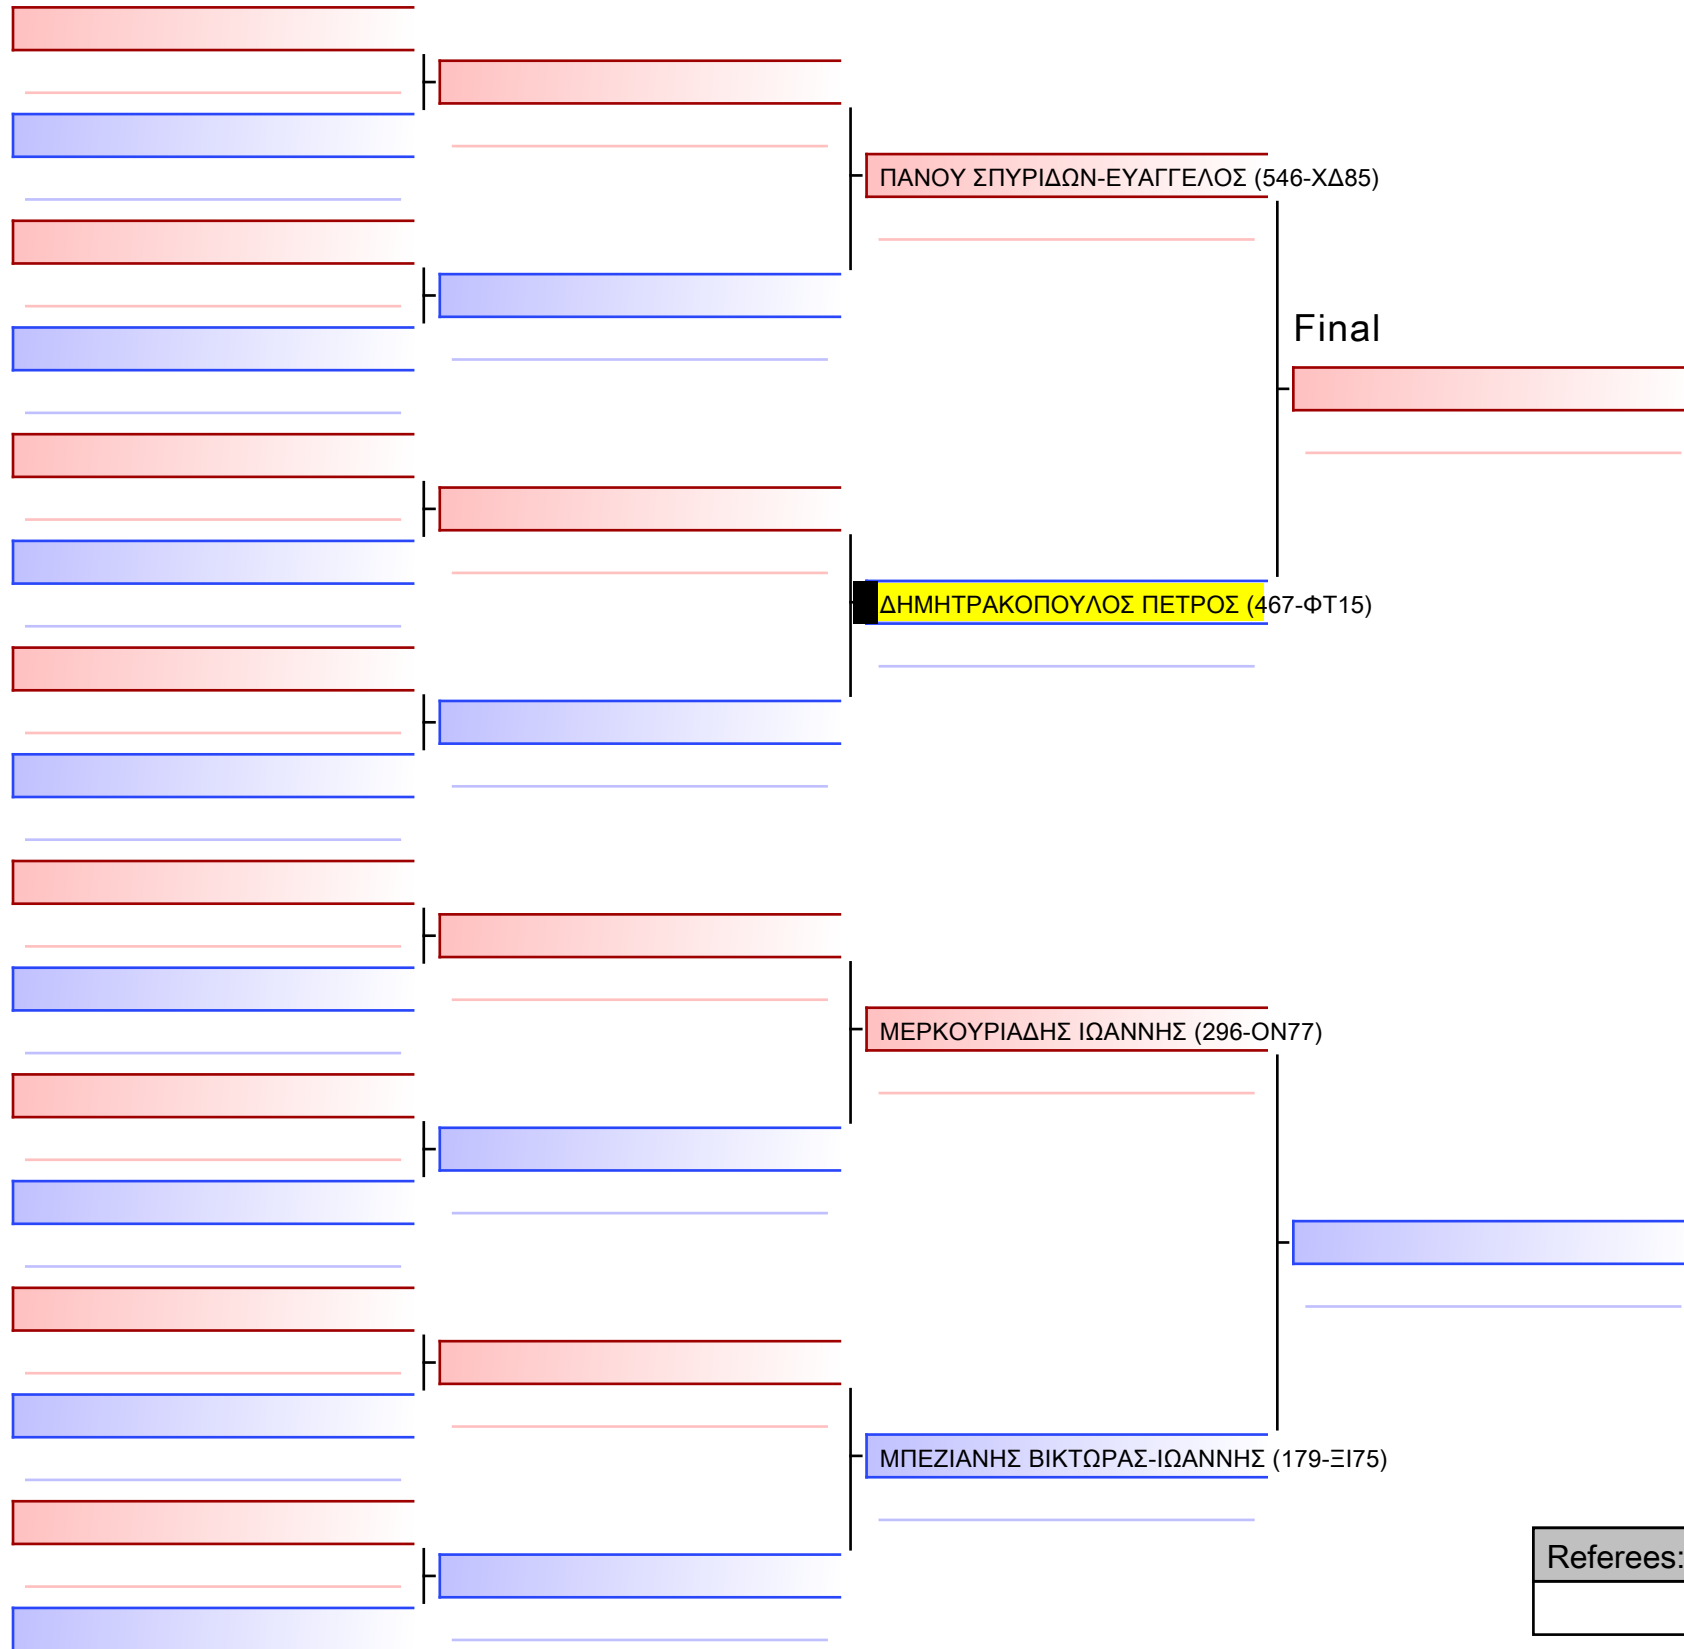 ΠΑΝΟΥ ΣΠΥΡΙΔΩΝ-ΕΥΑΓΓΕΛΟΣ (546-ΧΔ85)
Final
ΔΗΜΗΤΡΑΚΟΠΟΥΛΟΣ ΠΕΤΡΟΣ (467-ΦΤ15)
ΜΕΡΚΟΥΡΙΑΔΗΣ ΙΩΑΝΝΗΣ (296-ΟΝ77)
ΜΠΕΖΙΑΝΗΣ ΒΙΚΤΩΡΑΣ-ΙΩΑΝΝΗΣ (179-ΞΙ75)
Referees: